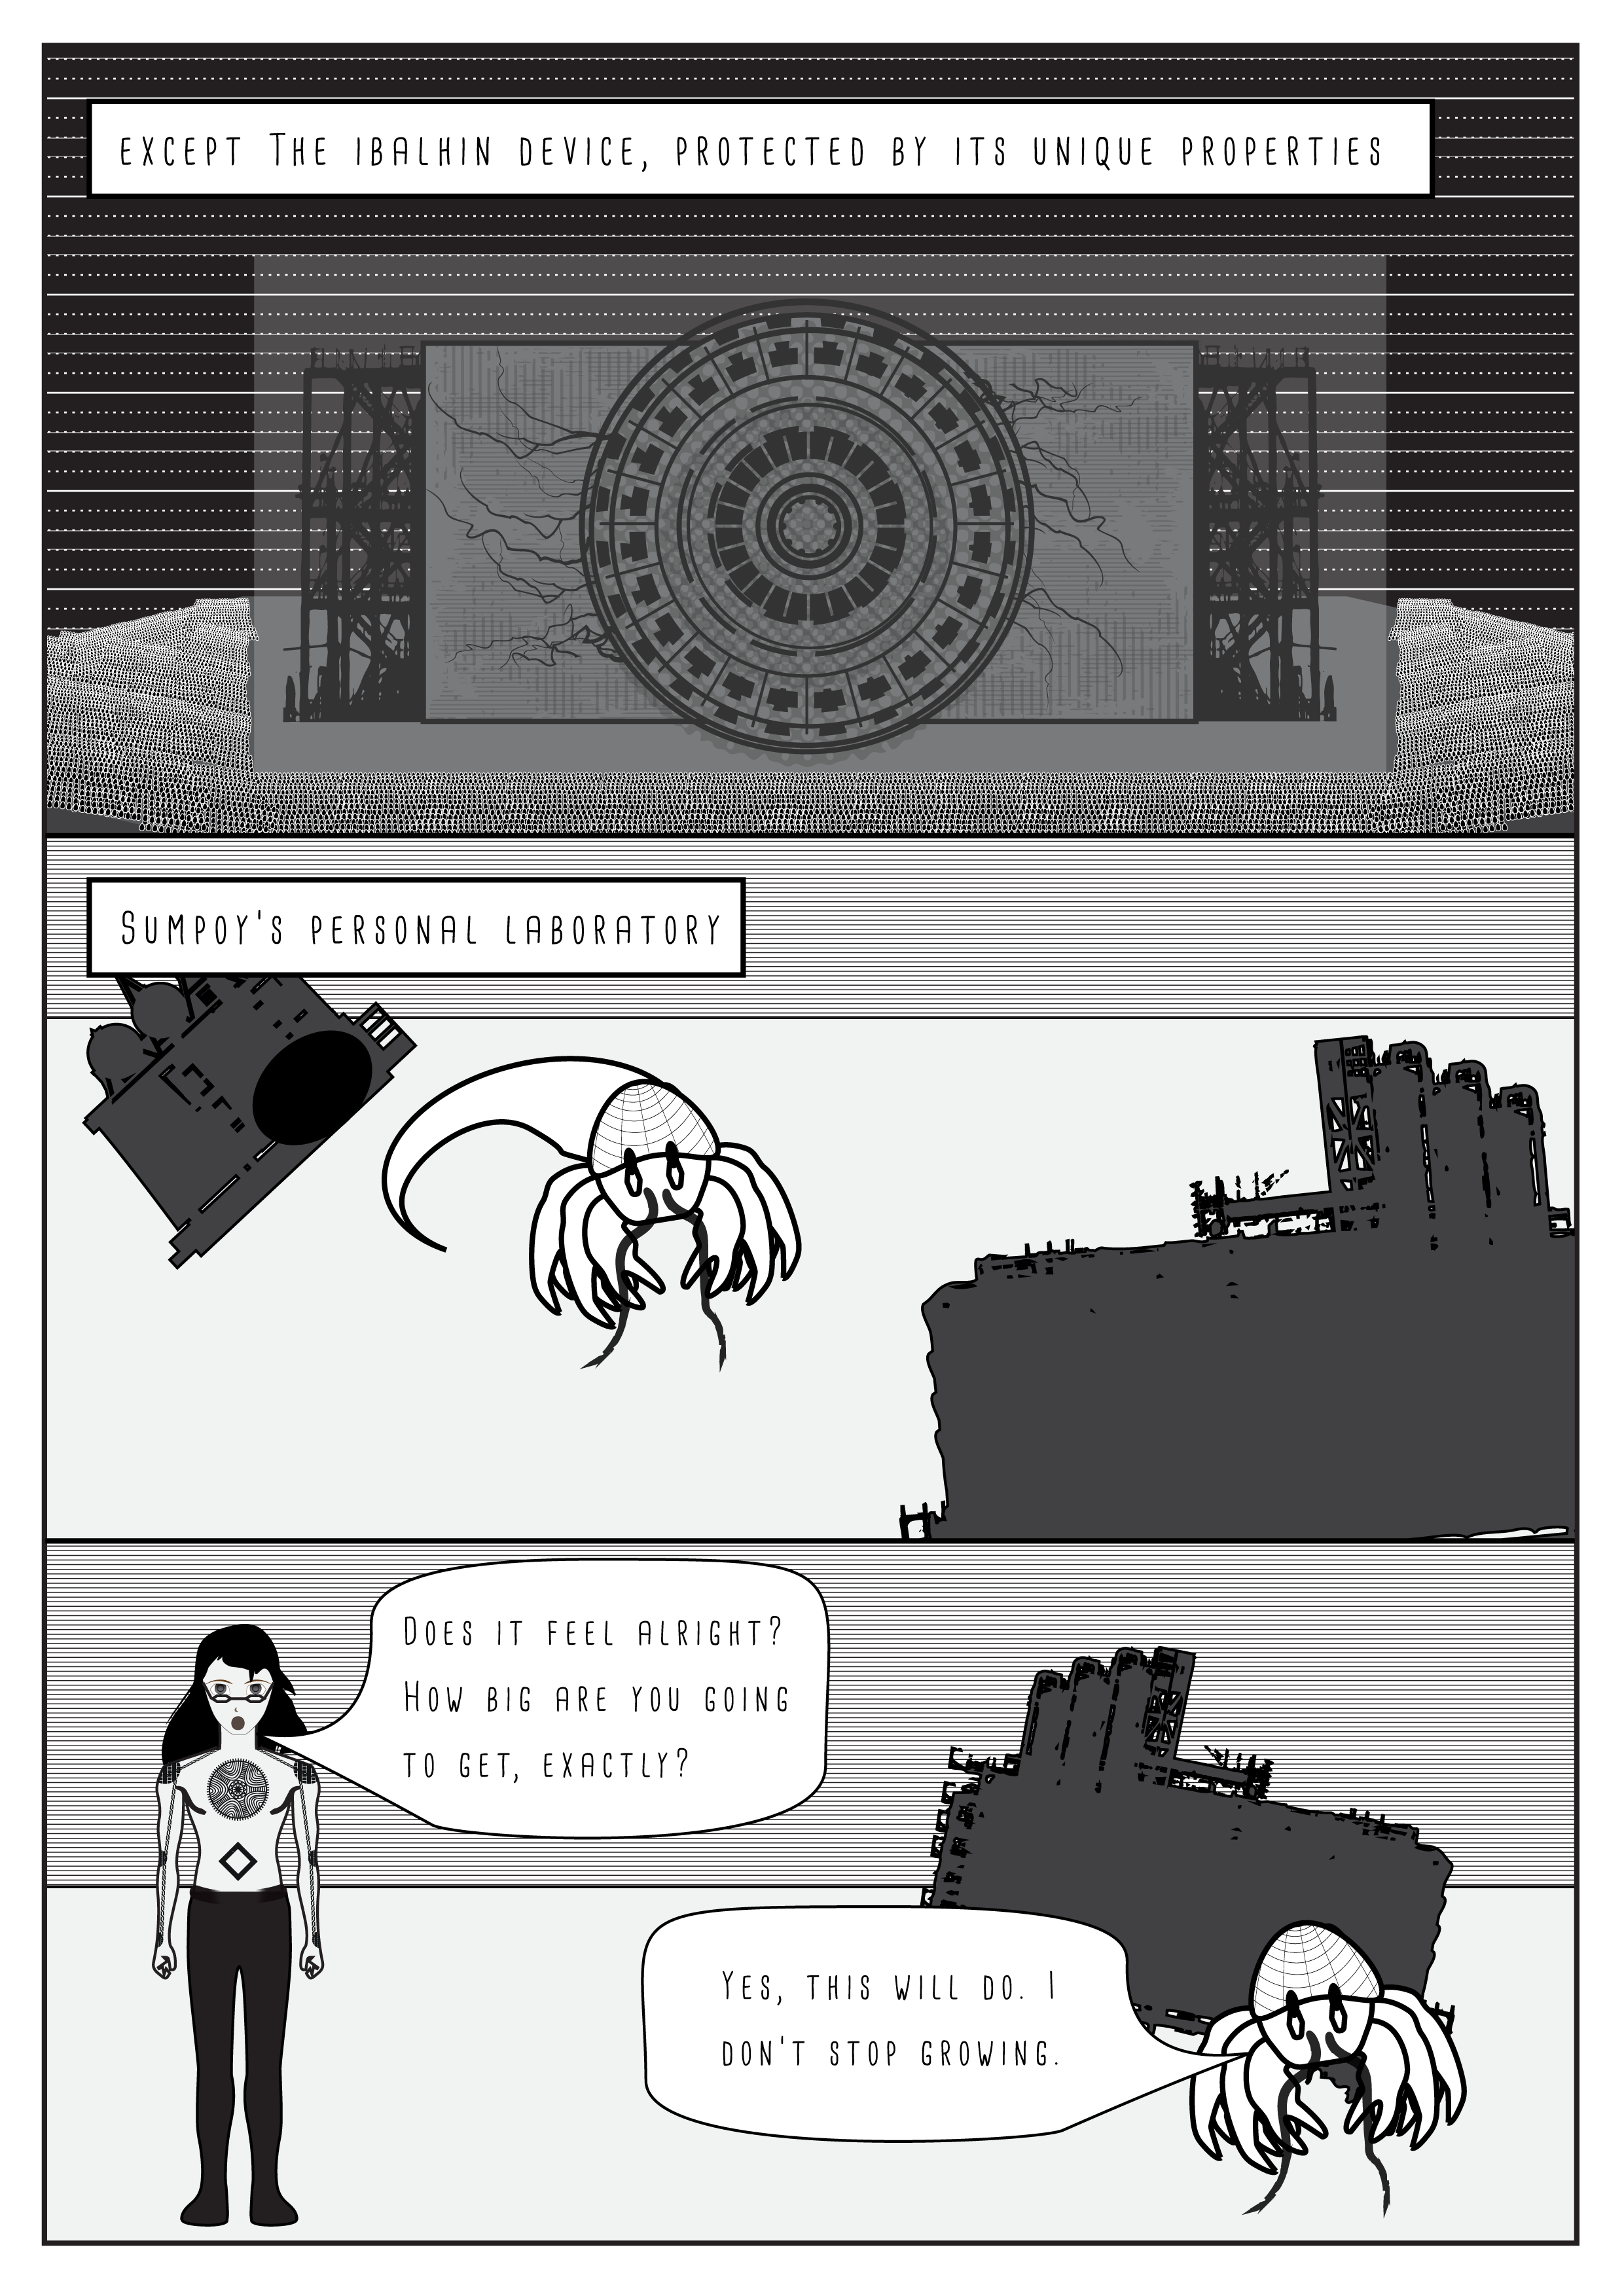 EXCEPT THE IBALHIN DEVICE, PROTECTED BY ITS UNIQUE PROPERTIES
SUMPOY'S PERSONAL LABORATORY
DOES IT FEEL ALRIGHT?
HOW BIG ARE YOU GOING
TO GET, EXACTLY?
YES, THIS WILL DO. I
DON'T STOP GROWING.